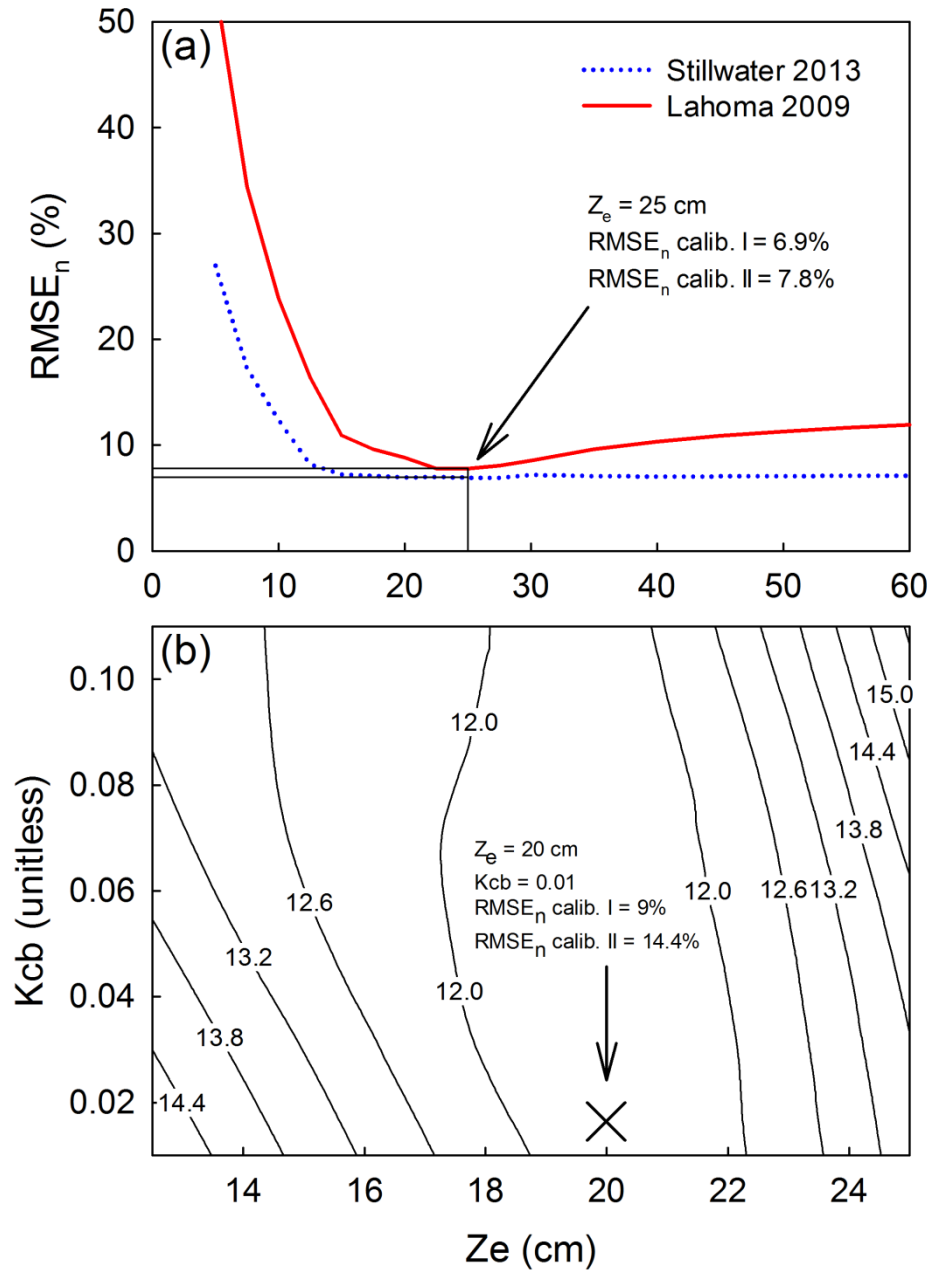 (a)
Stillwater 2013
Lahoma 2009
Ze = 25 cm
RMSEn calib. I = 6.9%
RMSEn calib. II = 7.8%
RMSEn (%)
50
40
30
20
10
0
0 10 20 30 40 50 60
(b)
Kcb (unitless)
0.10
0.08
0.06
0.04
0.02
15.0
14.4
13.8
12.0
12.6
13.2
12.0
12.6
13.2
13.8
14.4
12.0
Ze = 20 cm
Kcb = 0.01
RMSEn calib. I = 9%
RMSEn calib. II = 14.4%
14 16 18 20 22 24
Ze (cm)